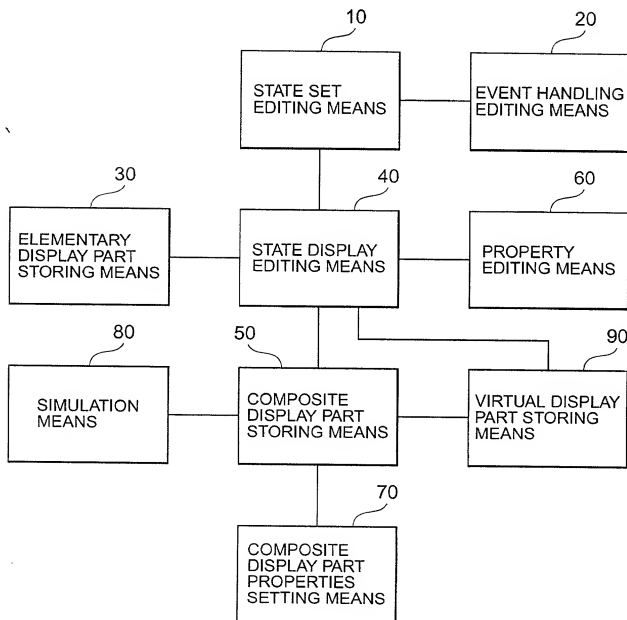 10
20
STATE SET
EDITING MEANS
EVENT HANDLING
EDITING MEANS
30
40
60
ELEMENTARY
DISPLAY PART
STORING MEANS
STATE DISPLAY
EDITING MEANS
PROPERTY
EDITING MEANS
80
50
90
SIMULATION
MEANS
COMPOSITE
DISPLAY PART
STORING MEANS
VIRTUAL DISPLAY
PART STORING
MEANS
70
COMPOSITE
DISPLAY PART
PROPERTIES
SETTING MEANS